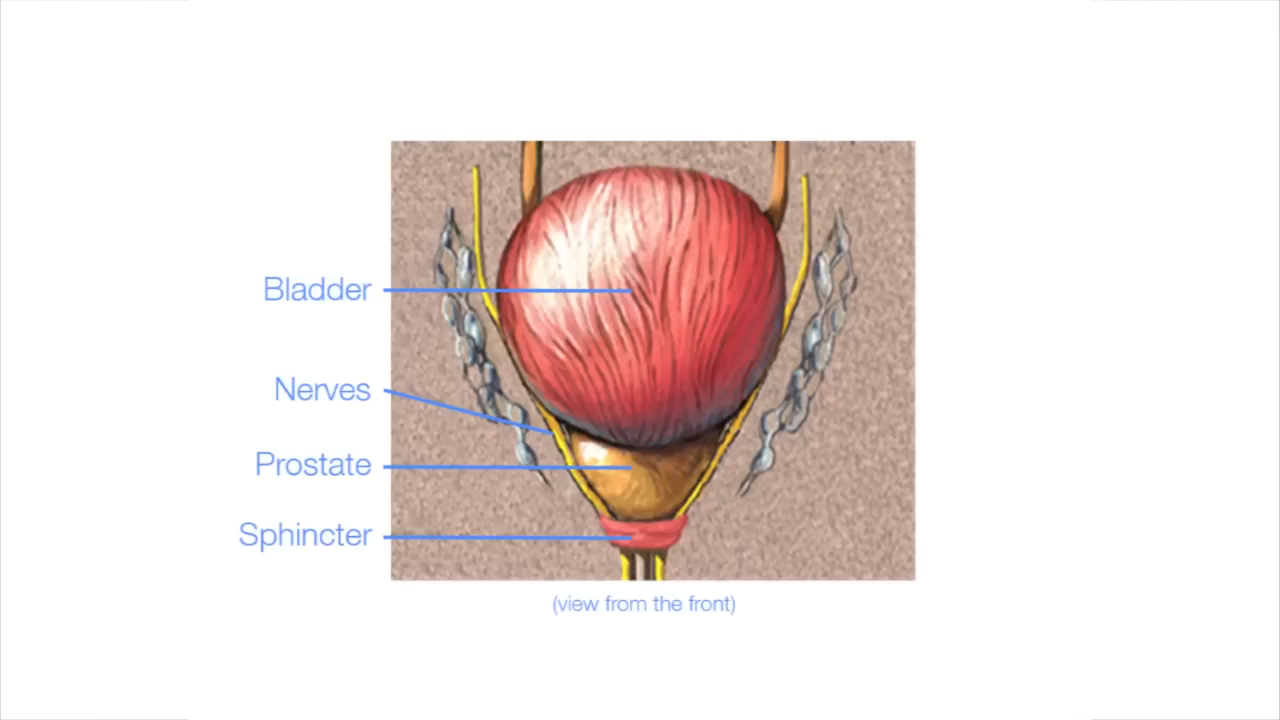 Bladder
Nerves
Prostate
Sphincter
(view from the front)